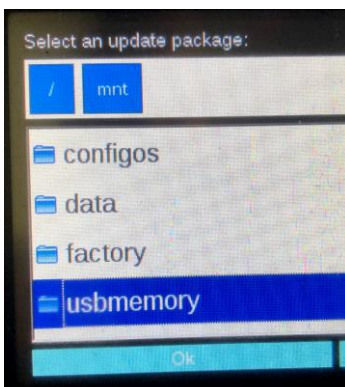 Select an update package:
/ mnt
configos
data
factory
usbmemory
Ok